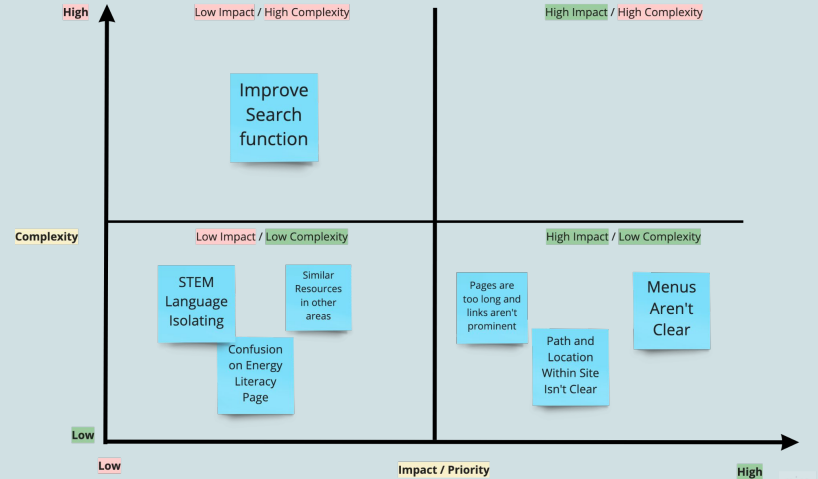 High
Low Impact / High Complexity
High Impact / High Complexity
Improve
Search
function
Complexity
Low Impact / Low Complexity
High Impact / Low Complexity
STEM
Language
Isolating
Similar
Resources
in other
areas
Confusion
on Energy
Literacy
Page
Pages are
too long and
links aren't
prominent
Path and
Location
Within Site
Isn't Clear
Menus
Aren't
Clear
Low
Low
Impact / Priority
High